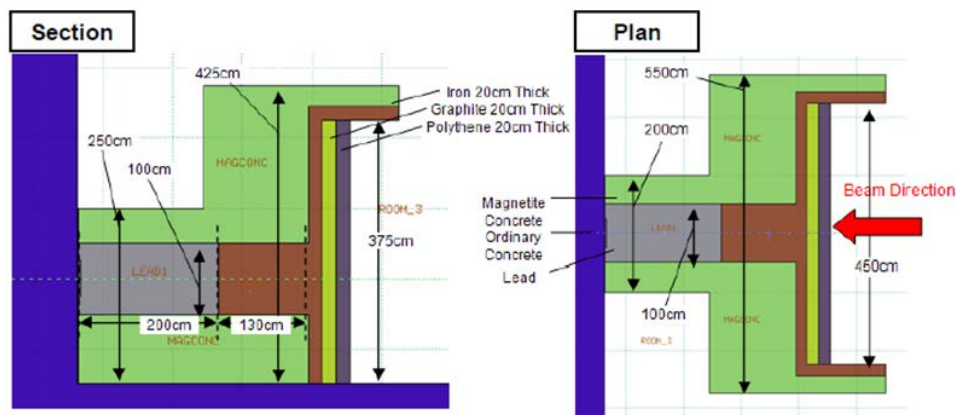 Section
Plan
425cm
Iron 20cm Thick
Graphite 20cm Thick
Polythene 20cm Thick
250cm
100cm
MAGCONC
ROOM_3
375cm
LEAD1
200cm
130cm
MAGCONC
550cm
200cm
MAGCONC
Magnetite
Concrete
Ordinary
Concrete
Lead
LEAD1
Beam Direction
450cm
100cm
MAGCONC
ROOM_3